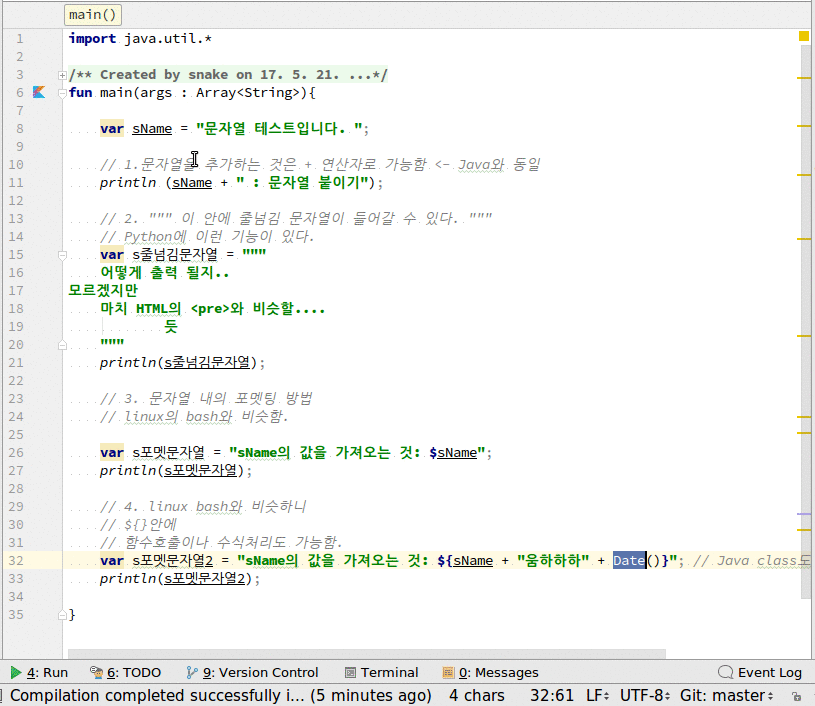 main()
1 import java.util.*
2
3 /** Created by snake on 17. 5. 21. ...*/
6 fun main(args : Array<String>){
7
8 var sName = "문자열 테스트입니다. ";
9
10 // 1.문자열을 추가하는 것은 + 연산자로 가능함 <- Java와 동일
11 println (sName + " : 문자열 붙이기");
12
13 // 2. """ 이 안에 줄넘김 문자열이 들어갈 수 있다. """
14 // Python에 이런 기능이 있다.
15 var s줄넘김문자열 = """
16 어떻게 출력 될지..
17 모르겠지만
18 마치 HTML의 <pre>와 비슷할....
19 듯
20 """
21 println(s줄넘김문자열);
22
23 // 3. 문자열 내의 포멧팅 방법
24 // linux의 bash와 비슷함.
25
26 var s포멧문자열 = "sName의 값을 가져오는 것: $sName";
27 println(s포멧문자열);
28
29 // 4. linux bash와 비슷하니
30 // ${}안에
31 // 함수호출이나 수식처리도 가능함.
32 var s포멧문자열2 = "sName의 값을 가져오는 것: ${sName + "움하하하" + Date()}"; // Java class도
33 println(s포멧문자열2);
34
35 }
4: Run 6: TODO 9: Version Control Terminal 0: Messages Event Log
Compilation completed successfully i... (5 minutes ago) 4 chars 32:61 LF UTF-8 Git: master